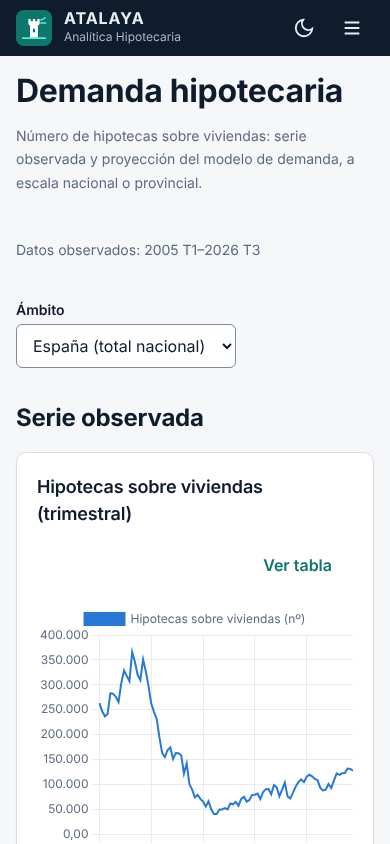 ATALAYA
Analítica Hipotecaria
Demanda hipotecaria
Número de hipotecas sobre viviendas: serie
observada y proyección del modelo de demanda, a
escala nacional o provincial.
Datos observados: 2005 T1–2026 T3
Ámbito
España (total nacional)
Serie observada
Hipotecas sobre viviendas
(trimestral)
Ver tabla
Hipotecas sobre viviendas (nº)
400.000
350.000
300.000
250.000
200.000
150.000
100.000
50.000
0,00